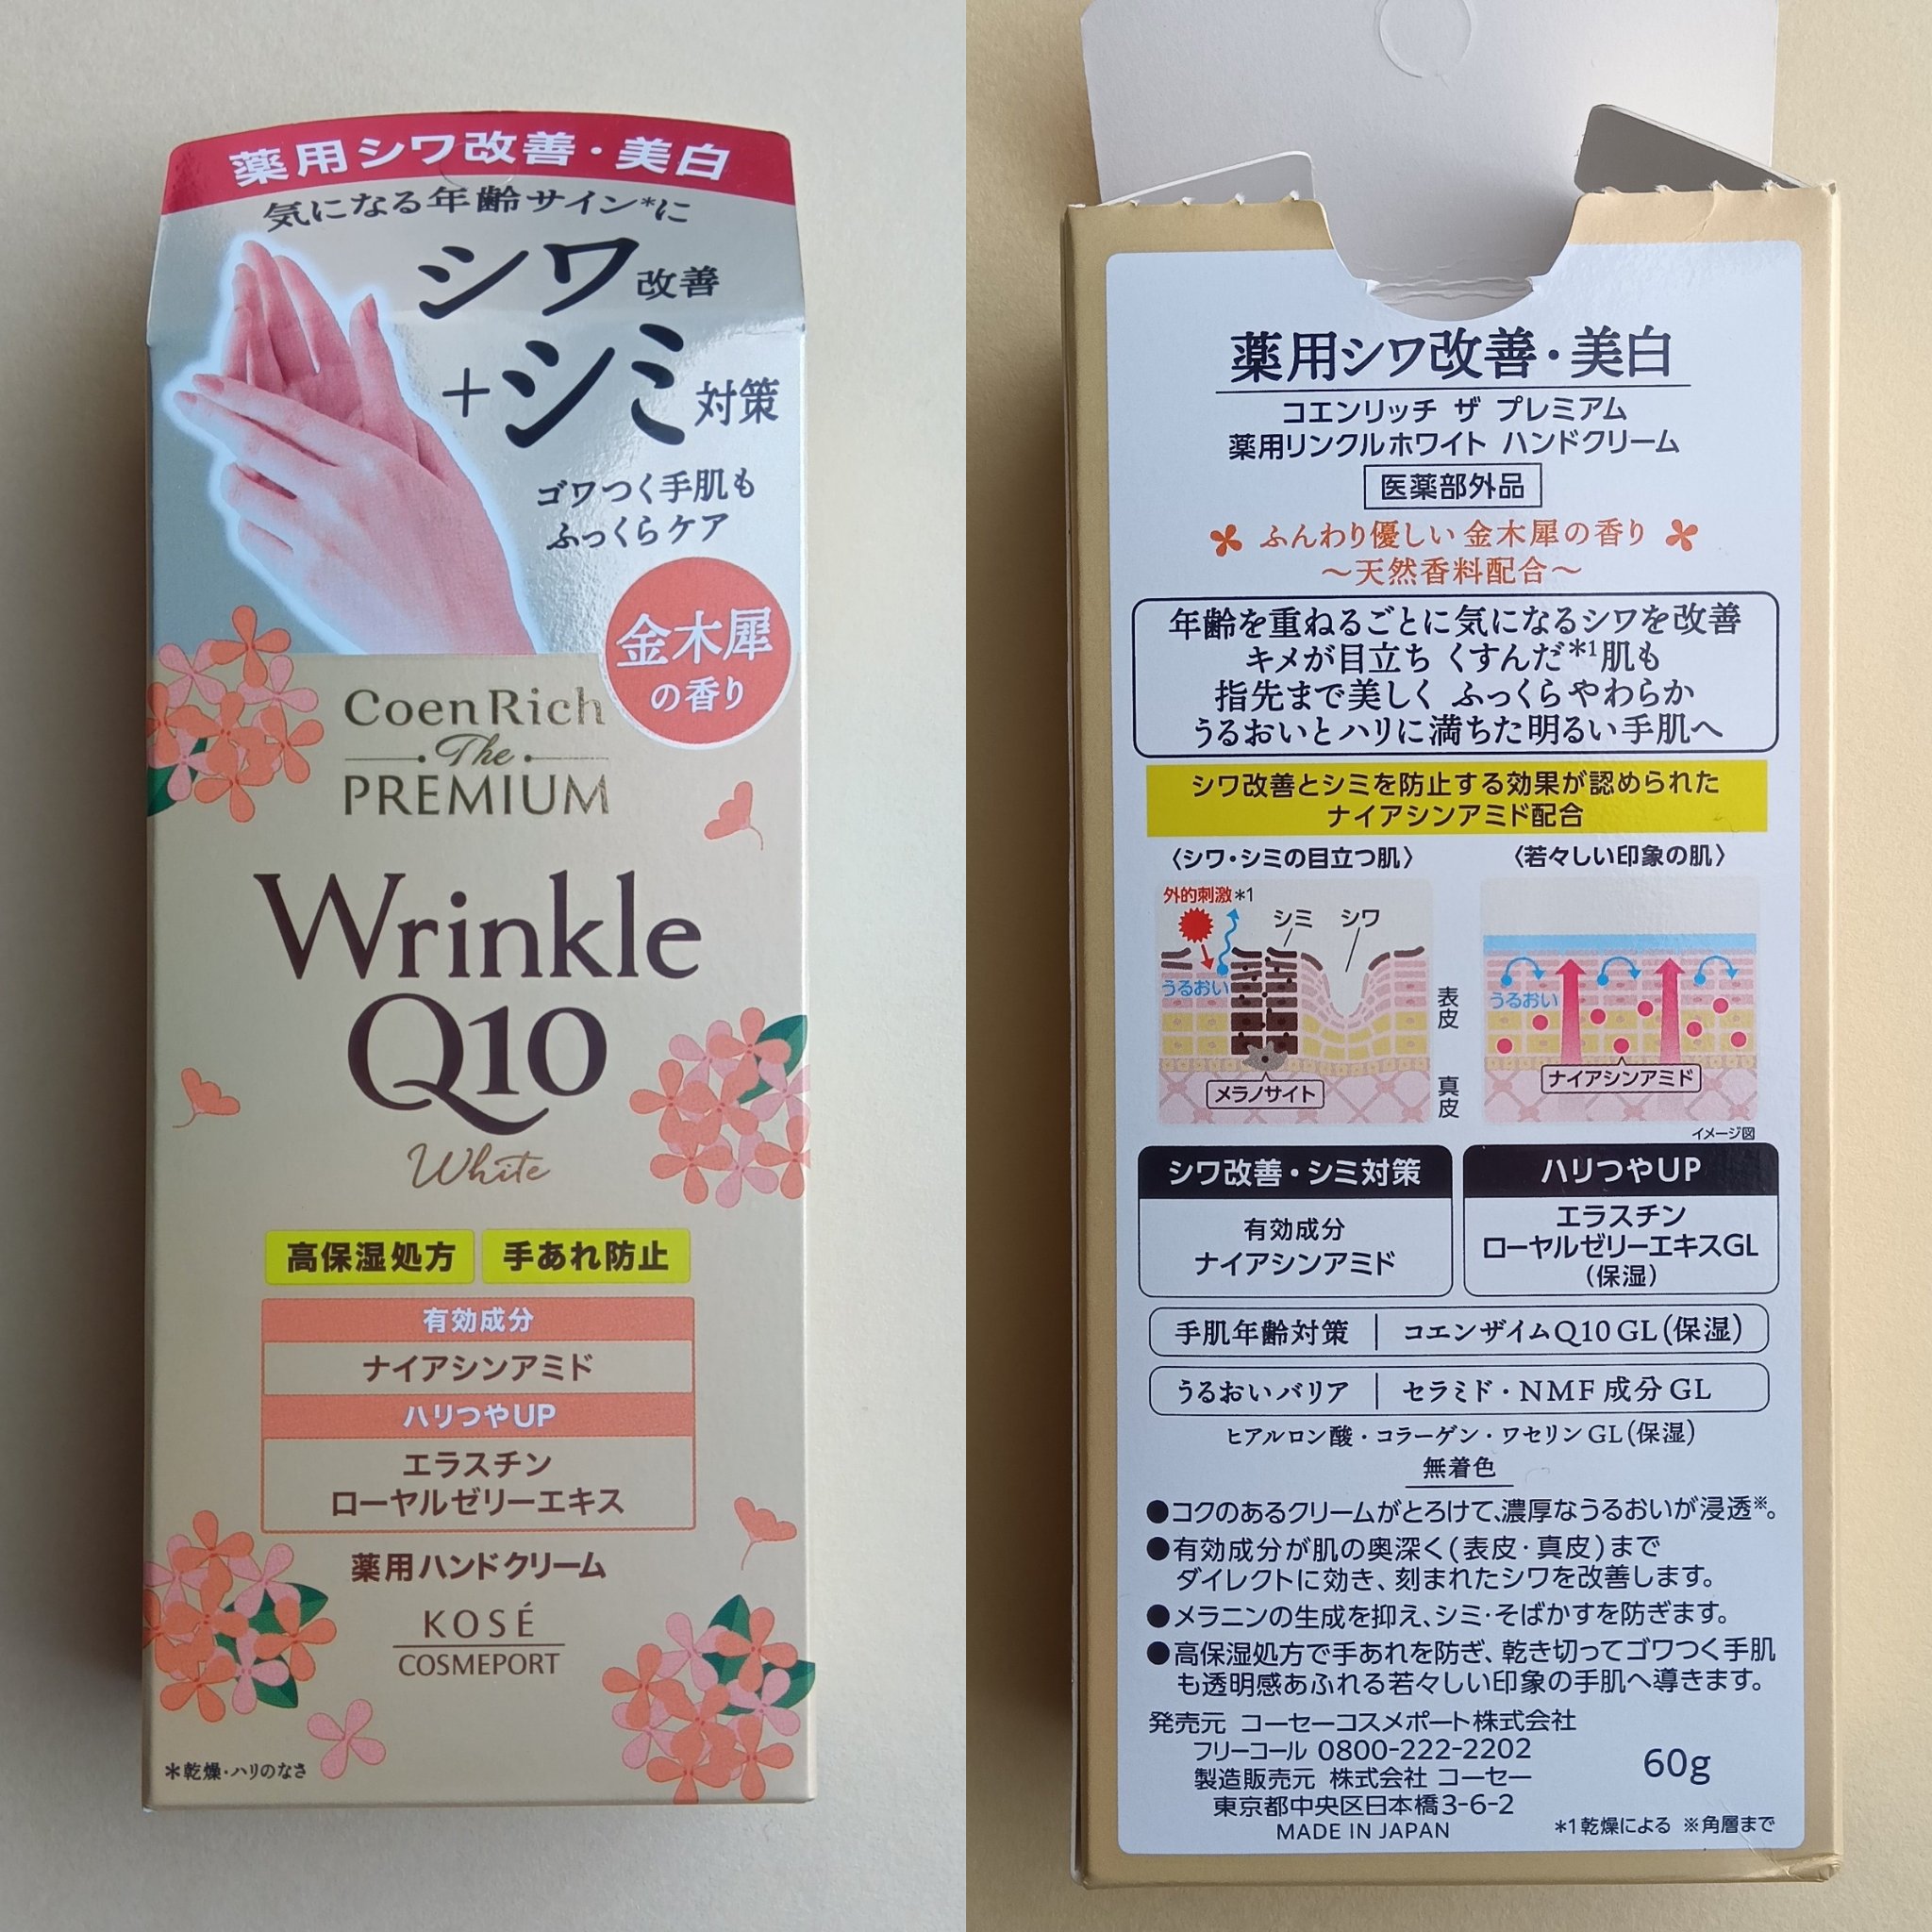 薬用シワ改善・美白
気になる年齢サイン*に
シワ改善
+シミ対策
ゴワつく手肌も
ふっくらケア
金木犀
の香り
CoenRich
The
PREMIUM
Wrinkle
Q10
White
高保湿処方 手あれ防止
有効成分
ナイアシンアミド
ハリつやUP
エラスチン
ローヤルゼリーエキス
薬用ハンドクリーム
KOSÉ
COSMEPORT
*乾燥・ハリのなさ
薬用シワ改善・美白
コエンリッチ ザ プレミアム
薬用リンクルホワイト ハンドクリーム
医薬部外品
ふんわり優しい金木犀の香り
〜天然香料配合〜
年齢を重ねるごとに気になるシワを改善
キメが目立ち くすんだ*1肌も
指先まで美しく ふっくらやわらか
うるおいとハリに満ちた明るい手肌へ
シワ改善とシミを防止する効果が認められた
ナイアシンアミド配合
〈シワ・シミの目立つ肌〉 〈若々しい印象の肌〉
外的刺激*1
シミ シワ
うるおい
うるおい
表皮
メラノサイト
ナイアシンアミド
真皮
イメージ図
シワ改善・シミ対策
有効成分
ナイアシンアミド
ハリつやUP
エラスチン
ローヤルゼリーエキスGL
(保湿)
手肌年齢対策 | コエンザイムQ10 GL(保湿)
うるおいバリア | セラミド・NMF成分GL
ヒアルロン酸・コラーゲン・ワセリンGL(保湿)
無着色
●コクのあるクリームがとろけて、濃厚なうるおいが浸透※。
●有効成分が肌の奥深く(表皮・真皮)まで
ダイレクトに効き、刻まれたシワを改善します。
●メラニンの生成を抑え、シミ・そばかすを防ぎます。
●高保湿処方で手あれを防ぎ、乾き切ってゴワつく手肌
も透明感あふれる若々しい印象の手肌へ導きます。
発売元 コーセーコスメポート株式会社
フリーコール 0800-222-2202
製造販売元 株式会社 コーセー
東京都中央区日本橋3-6-2
MADE IN JAPAN
60g
*1乾燥による ※角層まで